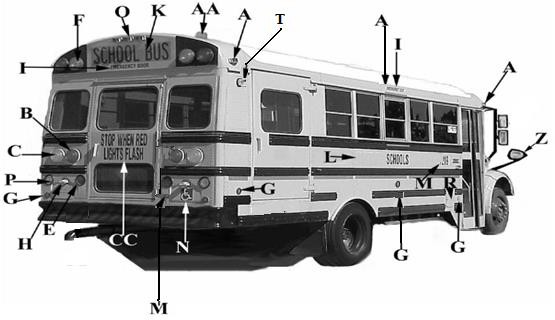 O
AA
F
K
A
T
A
I
SCHOOL BUS
I
EMERGENCY DOOR
A
B
STOP WHEN RED
LIGHTS FLASH
Z
C
L
SCHOOLS
P
M
R
G
G
H
E
CC
N
G
G
M